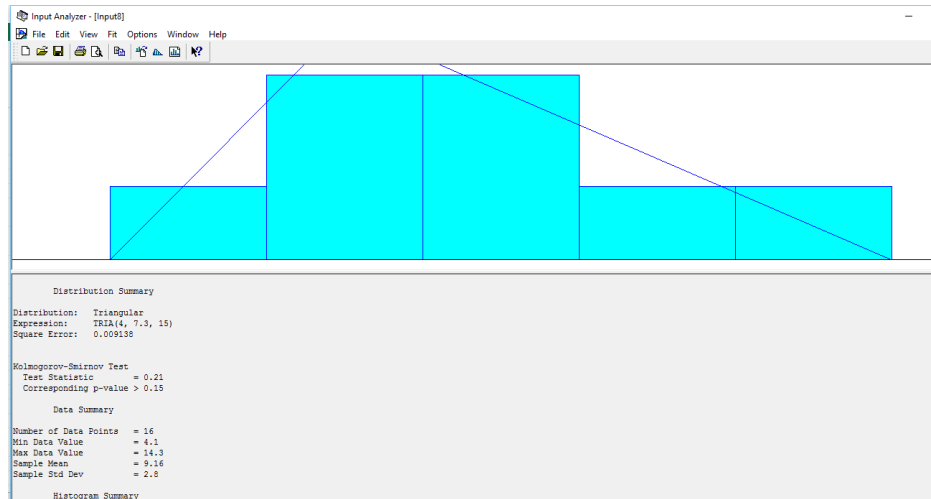 Input Analyzer - [Input8]
File Edit View Fit Options Window Help
Distribution Summary
Distribution: Triangular
Expression: TRIA(4, 7.3, 15)
Square Error: 0.009138
Kolmogorov-Smirnov Test
Test Statistic = 0.21
Corresponding p-value > 0.15
Data Summary
Number of Data Points = 16
Min Data Value = 4.1
Max Data Value = 14.3
Sample Mean = 9.16
Sample Std Dev = 2.8
Histogram Summary